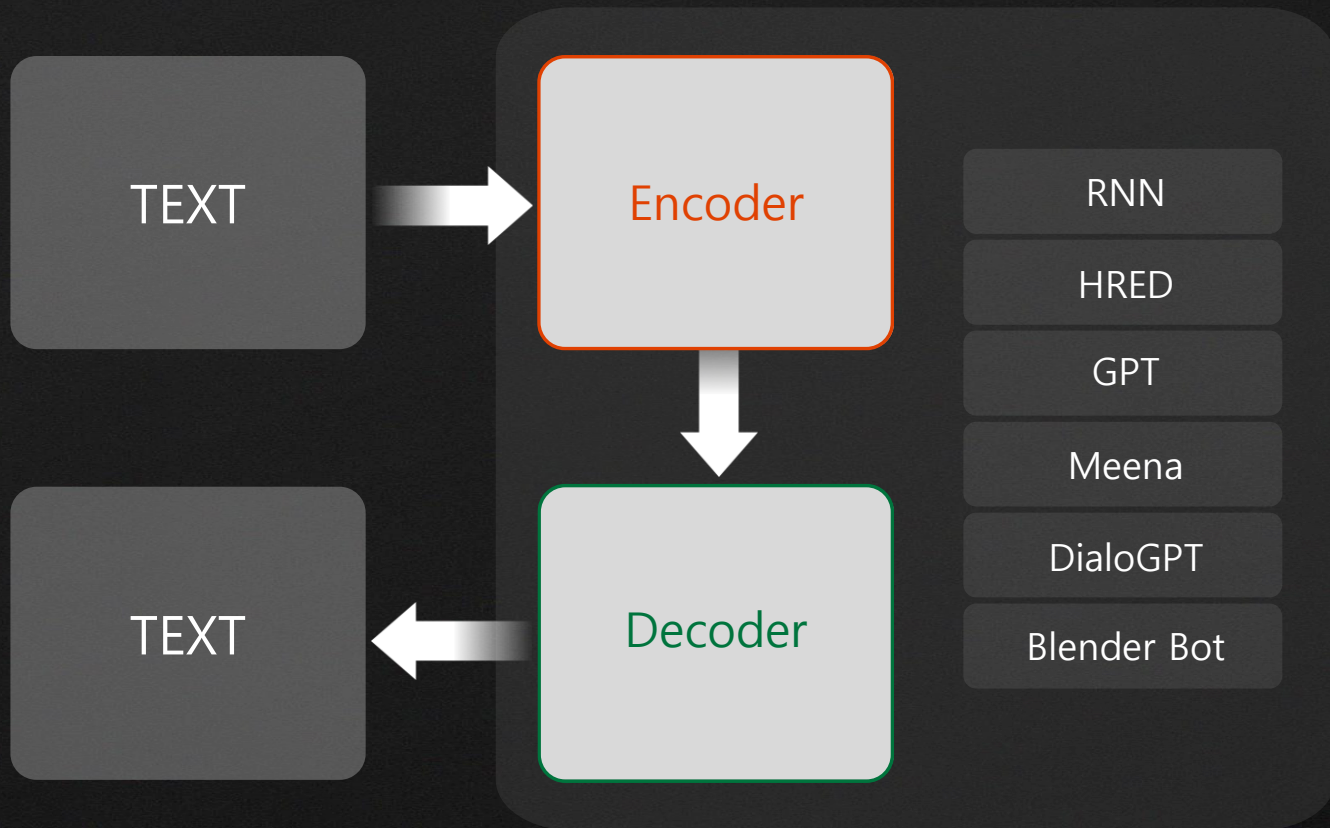 TEXT
Encoder
TEXT
Decoder
RNN
HRED
GPT
Meena
DialoGPT
Blender Bot